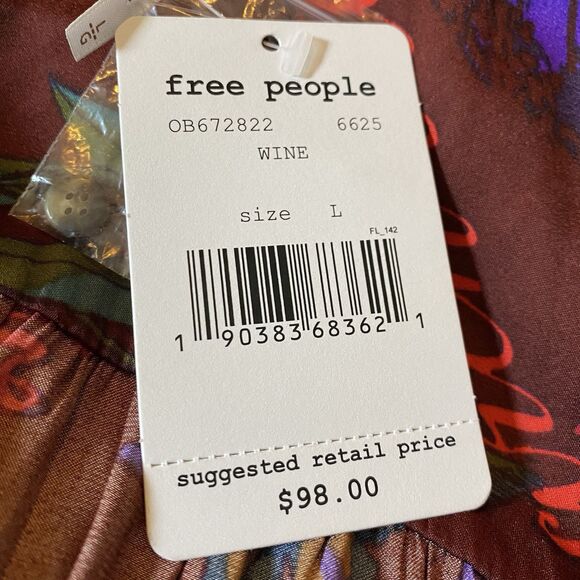 free people
OB672822 6625
WINE
size L
FL_142
1 90383 68362 1
suggested retail price
$98.00